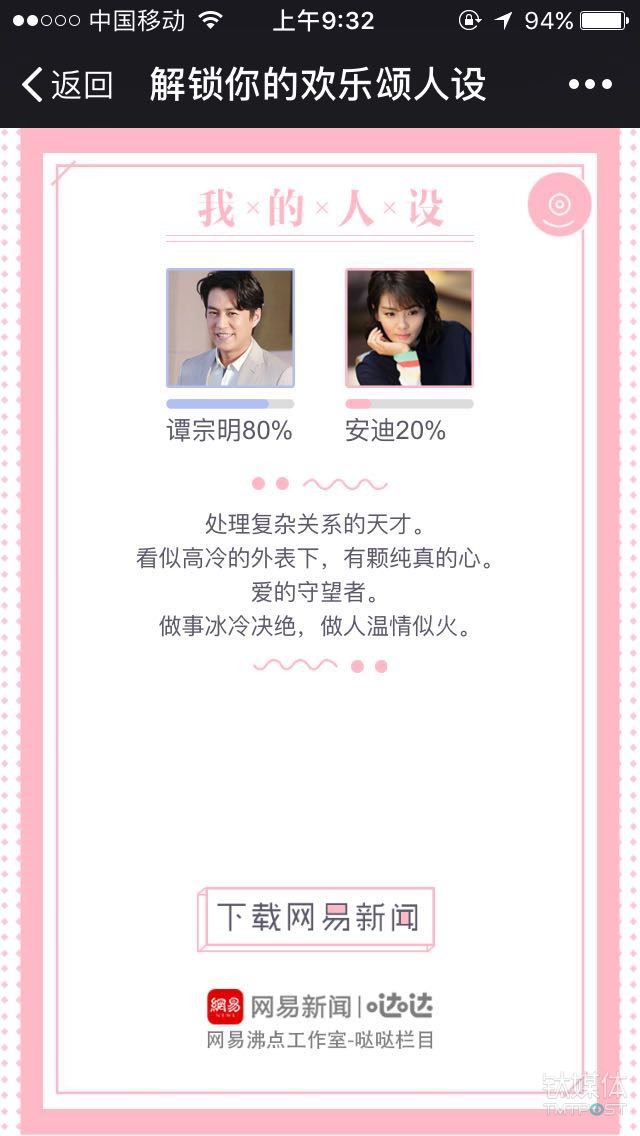 中国移动 上午9:32 94%
返回 解锁你的欢乐颂人设
我×的×人×设
谭宗明80% 安迪20%
处理复杂关系的天才。
看似高冷的外表下，有颗纯真的心。
爱的守望者。
做事冰冷决绝，做人温情似火。
下载网易新闻
網易 NEWS 网易新闻 | 哒哒
网易沸点工作室-哒哒栏目
钛媒体
TMTPOST